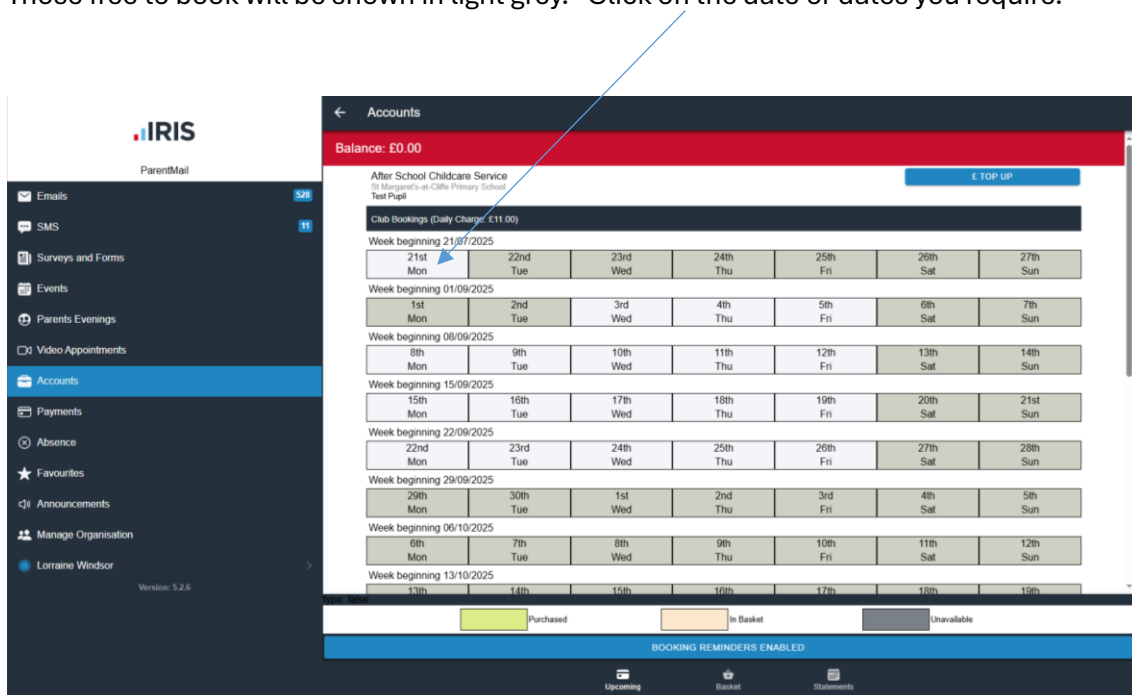 Those free to book will be shown in light grey. Click on the date or dates you require.
IRIS
ParentMail
Emails 528
SMS 11
Surveys and Forms
Events
Parents Evenings
Video Appointments
Accounts
Payments
Absence
Favourites
Announcements
Manage Organisation
Lorraine Windsor
Version: 5.2.6
Accounts
Balance: £0.00
After School Childcare Service
£ TOP UP
St Margaret's-at-Cliffe Primary School
Test Pupil
Club Bookings (Daily Charge: £11.00)
Week beginning 21/07/2025
21st 22nd 23rd 24th 25th 26th 27th
Mon Tue Wed Thu Fri Sat Sun
Week beginning 01/09/2025
1st 2nd 3rd 4th 5th 6th 7th
Mon Tue Wed Thu Fri Sat Sun
Week beginning 08/09/2025
8th 9th 10th 11th 12th 13th 14th
Mon Tue Wed Thu Fri Sat Sun
Week beginning 15/09/2025
15th 16th 17th 18th 19th 20th 21st
Mon Tue Wed Thu Fri Sat Sun
Week beginning 22/09/2025
22nd 23rd 24th 25th 26th 27th 28th
Mon Tue Wed Thu Fri Sat Sun
Week beginning 29/09/2025
29th 30th 1st 2nd 3rd 4th 5th
Mon Tue Wed Thu Fri Sat Sun
Week beginning 06/10/2025
6th 7th 8th 9th 10th 11th 12th
Mon Tue Wed Thu Fri Sat Sun
Week beginning 13/10/2025
13th 14th 15th 16th 17th 18th 19th
type: false
Purchased In Basket Unavailable
BOOKING REMINDERS ENABLED
Upcoming Basket Statements